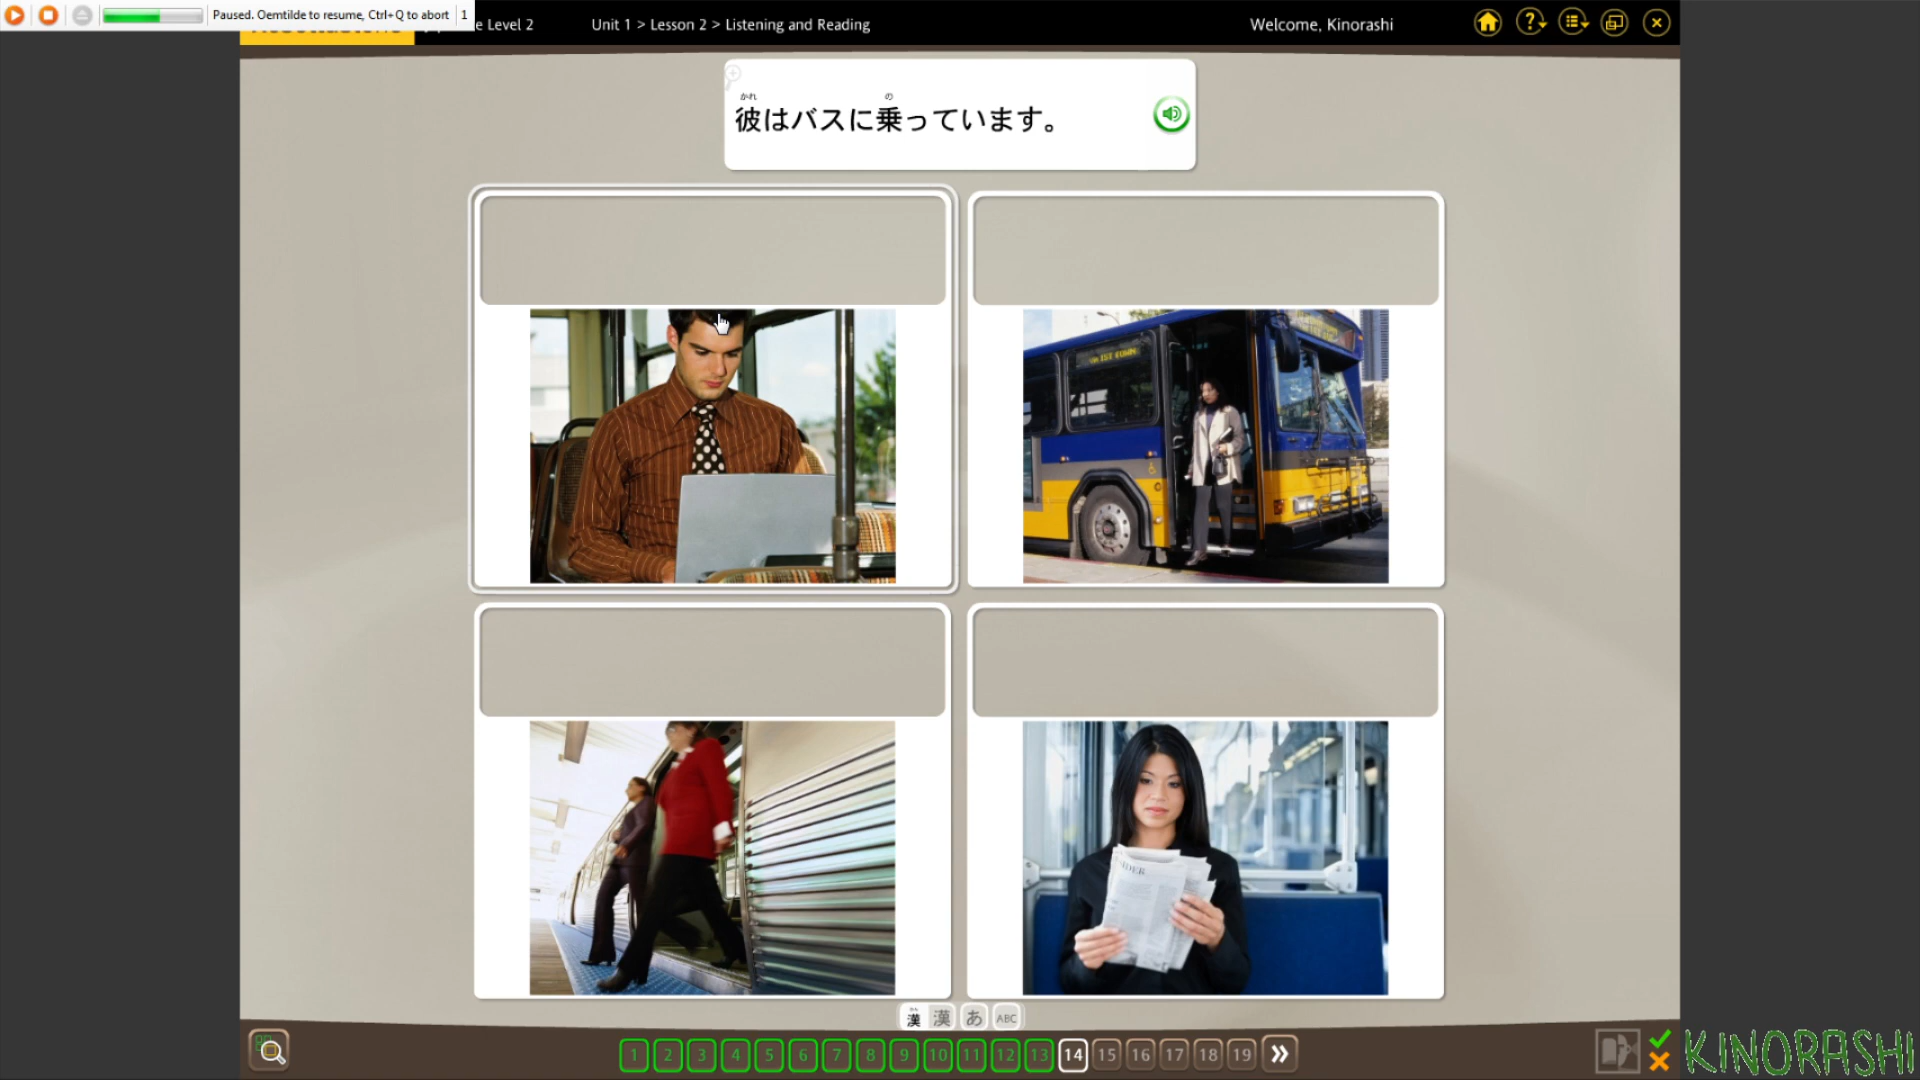 Paused. Oemtilde to resume, Ctrl+Q to abort
1
e Level 2
Unit 1 > Lesson 2 > Listening and Reading
Welcome, Kinorashi
かれ の
彼はバスに乗っています。
INDER
漢 漢 あ ABC
1 2 3 4 5 6 7 8 9 10 11 12 13 14 15 16 17 18 19
KINORASHI